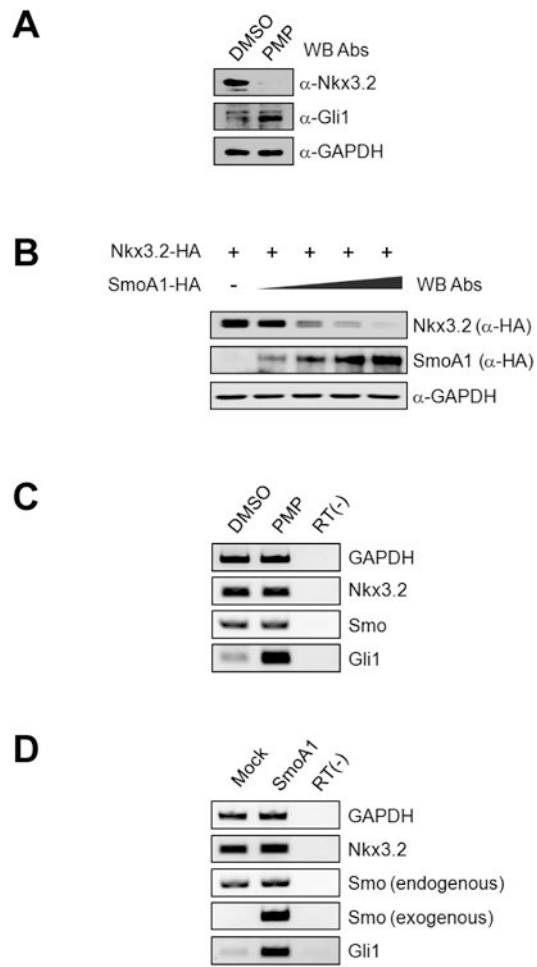 A
DMSO PMP WB Abs
α-Nkx3.2
α-Gli1
α-GAPDH
B
Nkx3.2-HA + + + + +
SmoA1-HA - WB Abs
Nkx3.2 (α-HA)
SmoA1 (α-HA)
α-GAPDH
C
DMSO PMP RT(-)
GAPDH
Nkx3.2
Smo
Gli1
D
Mock SmoA1 RT(-)
GAPDH
Nkx3.2
Smo (endogenous)
Smo (exogenous)
Gli1